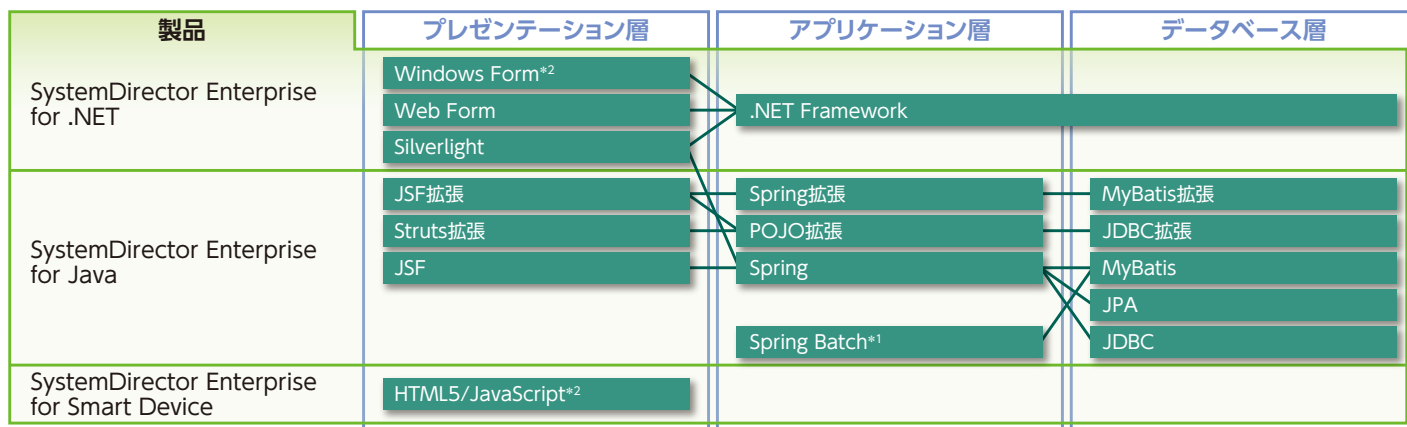 製品
プレゼンテーション層
アプリケーション層
データベース層
SystemDirector Enterprise
for .NET
Windows Form*2
Web Form
.NET Framework
Silverlight
SystemDirector Enterprise
for Java
JSF拡張
Spring拡張
MyBatis拡張
Struts拡張
POJO拡張
JDBC拡張
JSF
Spring
MyBatis
JPA
Spring Batch*1
JDBC
SystemDirector Enterprise
for Smart Device
HTML5/JavaScript*2